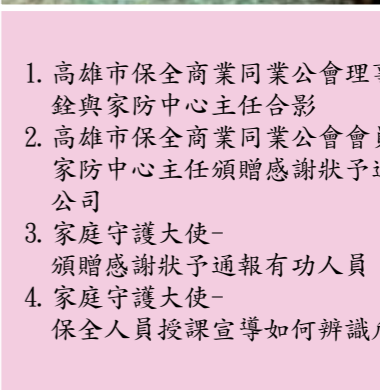 1. 高雄市保全商業同業公會理事
銓與家防中心主任合影
2. 高雄市保全商業同業公會會員
家防中心主任頒贈感謝狀予通
公司
3. 家庭守護大使-
頒贈感謝狀予通報有功人員
4. 家庭守護大使-
保全人員授課宣導如何辨識